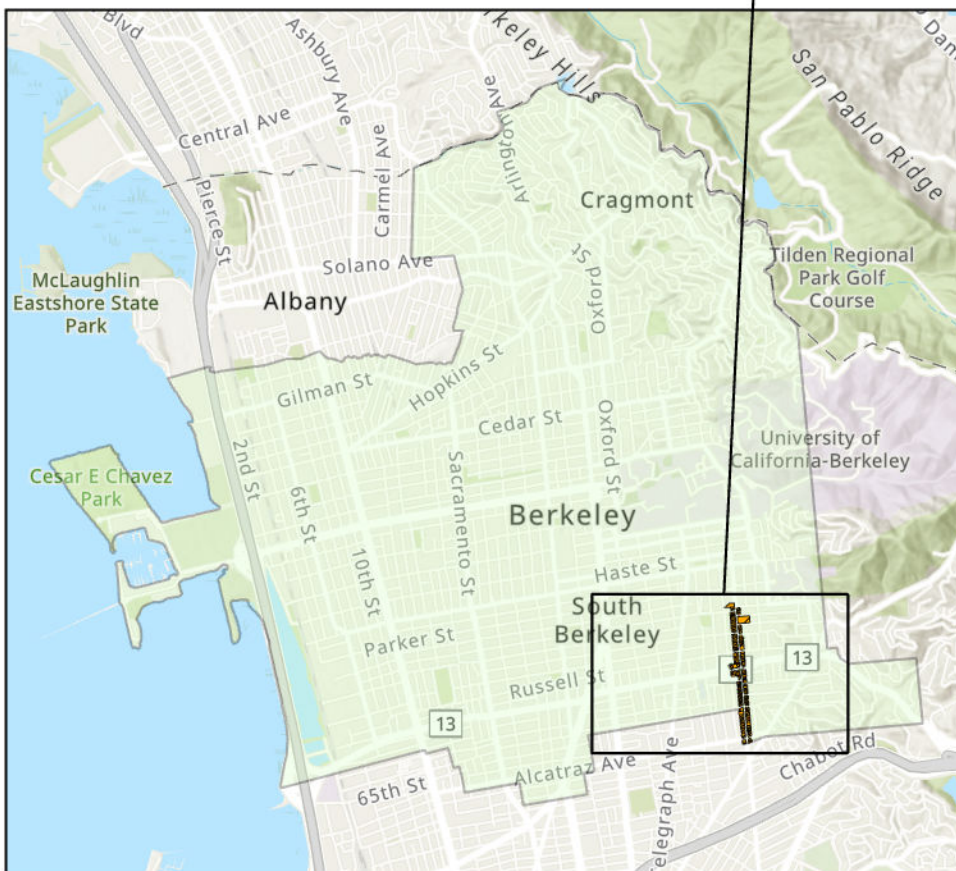 Blvd
Ashbury Ave
Central Ave
Carmel Ave
Arlington Ave
Hills
San Pablo Ridge
Pierce St
Cragmont
Solano Ave
Oxford St
Tilden Regional
Park Golf
Course
McLaughlin
Eastshore State
Park
Albany
Gilman St
Hopkins St
Cedar St
Oxford St
University of
California-Berkeley
2nd St
Cesar E Chavez
Park
6th St
Sacramento St
Berkeley
10th St
Haste St
South
Berkeley
Parker St
13
Russell St
13
Alcatraz Ave
Chabot Rd
65th St
elegraph Ave